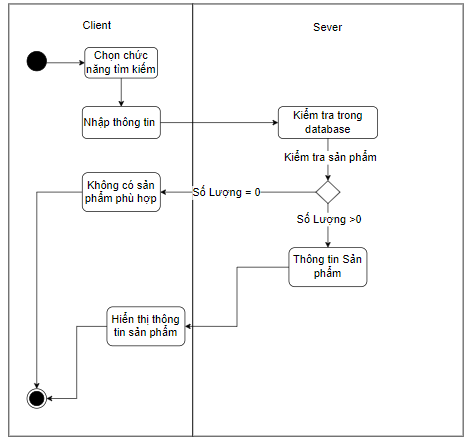 Client
Sever
Chọn chức
năng tìm kiếm
Nhập thông tin
Kiểm tra trong
database
Kiểm tra sản phẩm
Không có sản
phẩm phù hợp
Số Lượng = 0
Số Lượng >0
Thông tin Sản
phẩm
Hiển thị thông
tin sản phẩm